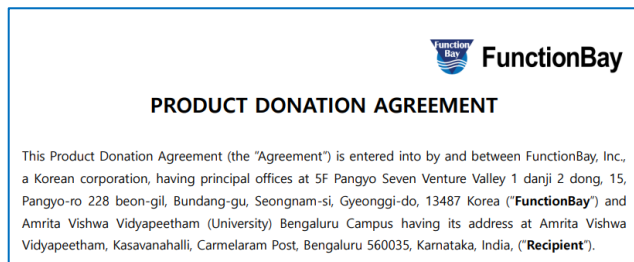 Function
Bay
FunctionBay
PRODUCT DONATION AGREEMENT
This Product Donation Agreement (the "Agreement") is entered into by and between FunctionBay, Inc.,
a Korean corporation, having principal offices at 5F Pangyo Seven Venture Valley 1 danji 2 dong, 15,
Pangyo-ro 228 beon-gil, Bundang-gu, Seongnam-si, Gyeonggi-do, 13487 Korea ("FunctionBay") and
Amrita Vishwa Vidyapeetham (University) Bengaluru Campus having its address at Amrita Vishwa
Vidyapeetham, Kasavanahalli, Carmelaram Post, Bengaluru 560035, Karnataka, India, ("Recipient").